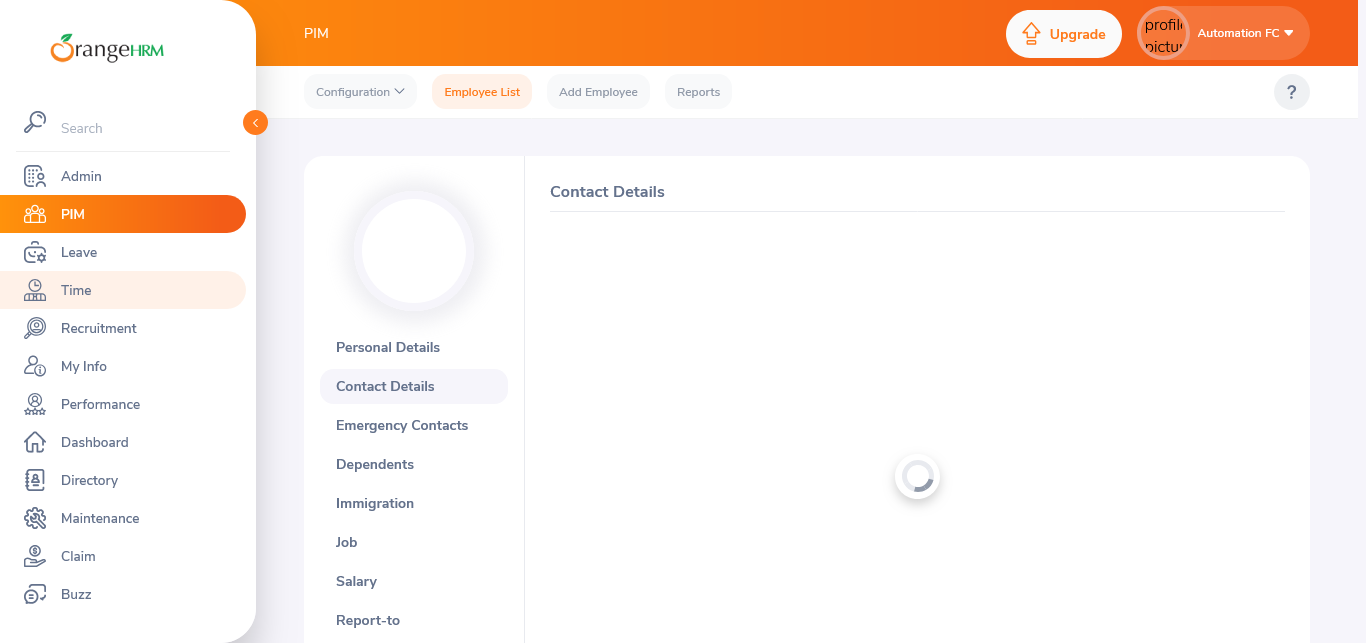 OrangeHRM
PIM
Upgrade
profile
pictur
Automation FC
Search
Configuration
Employee List
Add Employee
Reports
?
Admin
PIM
Leave
Time
Recruitment
My Info
Performance
Dashboard
Directory
Maintenance
Claim
Buzz
Personal Details
Contact Details
Emergency Contacts
Dependents
Immigration
Job
Salary
Report-to
Contact Details